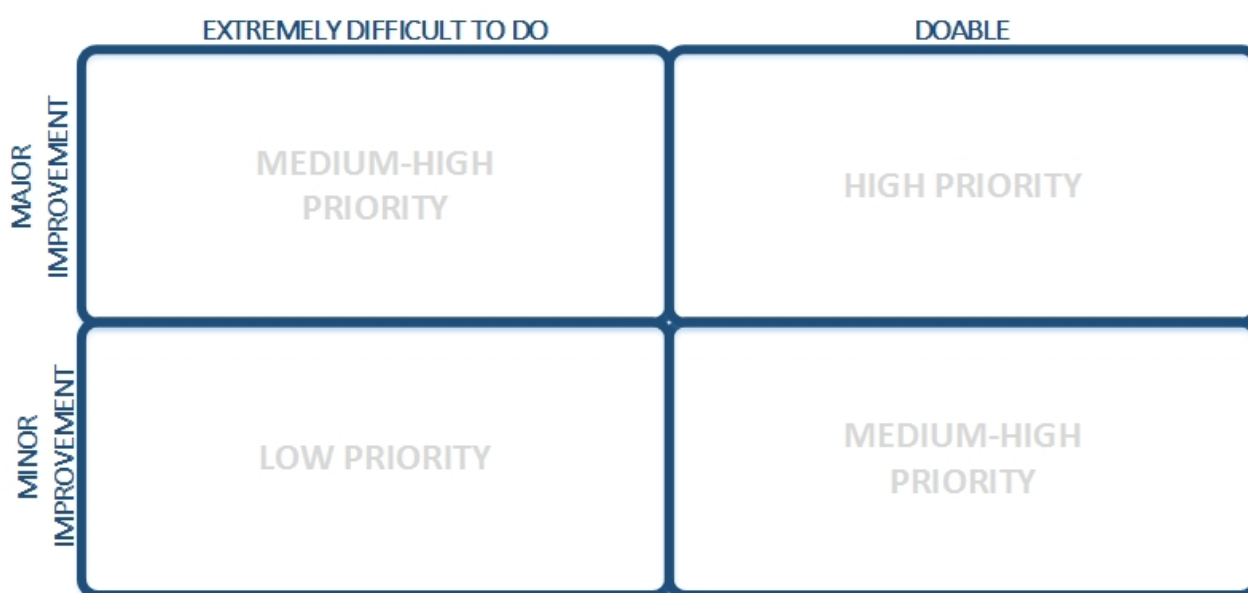 EXTREMELY DIFFICULT TO DO
DOABLE
MAJOR
IMPROVEMENT
MEDIUM-HIGH
PRIORITY
HIGH PRIORITY
MINOR
IMPROVEMENT
LOW PRIORITY
MEDIUM-HIGH
PRIORITY